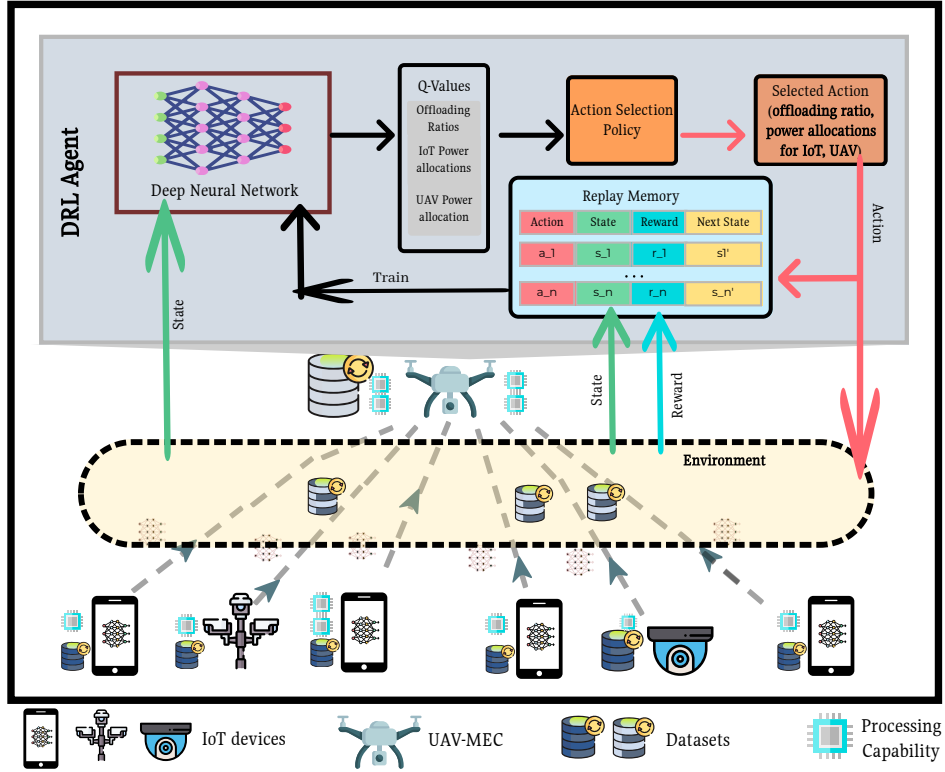 DRL Agent
Deep Neural Network
Q-Values
Offloading
Ratios
IoT Power
allocations
UAV Power
allocation
Action Selection
Policy
Selected Action
(offloading ratio,
power allocations
for IoT, UAV)
Replay Memory
Action State Reward Next State
a_1 s_1 r_1 s1'
...
a_n s_n r_n s_n'
Train
State
Action
State
Reward
Environment
IoT devices
UAV-MEC
Datasets
Processing
Capability